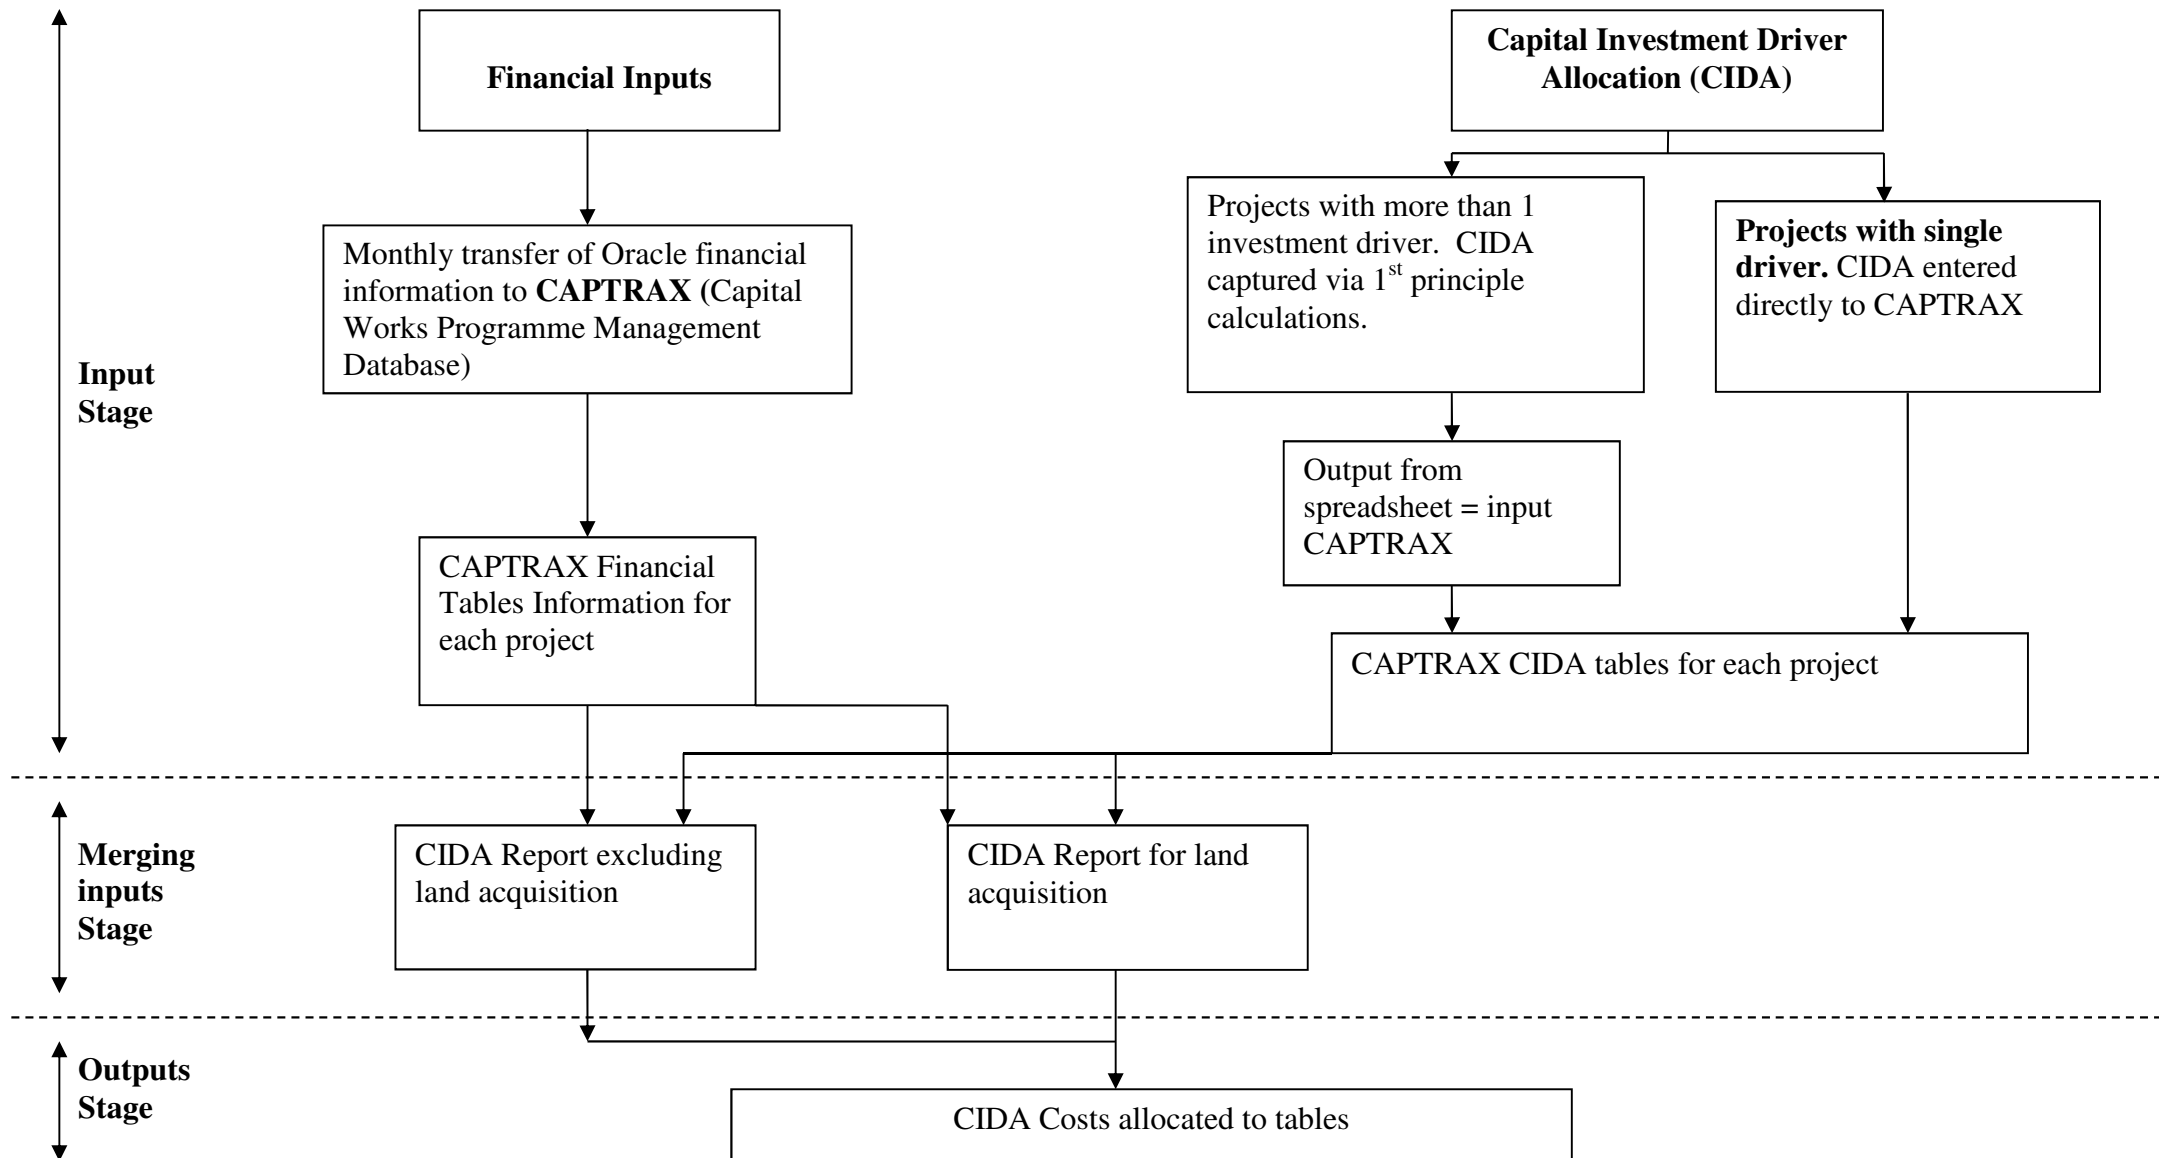 Financial Inputs
Capital Investment Driver
Allocation (CIDA)
Monthly transfer of Oracle financial
information to CAPTRAX (Capital
Works Programme Management
Database)
Projects with more than 1
investment driver.  CIDA
captured via 1st principle
calculations.
Projects with single
driver. CIDA entered
directly to CAPTRAX
Input
Stage
Output from
spreadsheet = input
CAPTRAX
CAPTRAX Financial
Tables Information for
each project
CAPTRAX CIDA tables for each project
Merging
inputs
Stage
CIDA Report excluding
land acquisition
CIDA Report for land
acquisition
Outputs
Stage
CIDA Costs allocated to tables